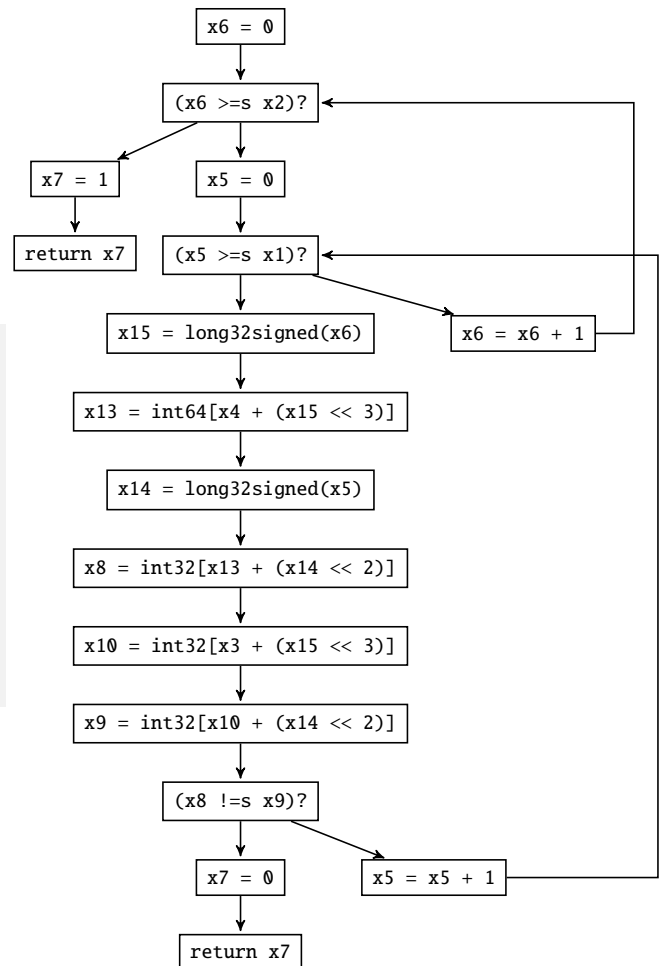 x6 = 0
(x6 >=s x2)?
x7 = 1
x5 = 0
return x7
(x5 >=s x1)?
x15 = long32signed(x6)
x6 = x6 + 1
x13 = int64[x4 + (x15 << 3)]
x14 = long32signed(x5)
x8 = int32[x13 + (x14 << 2)]
x10 = int32[x3 + (x15 << 3)]
x9 = int32[x10 + (x14 << 2)]
(x8 !=s x9)?
x7 = 0
x5 = x5 + 1
return x7